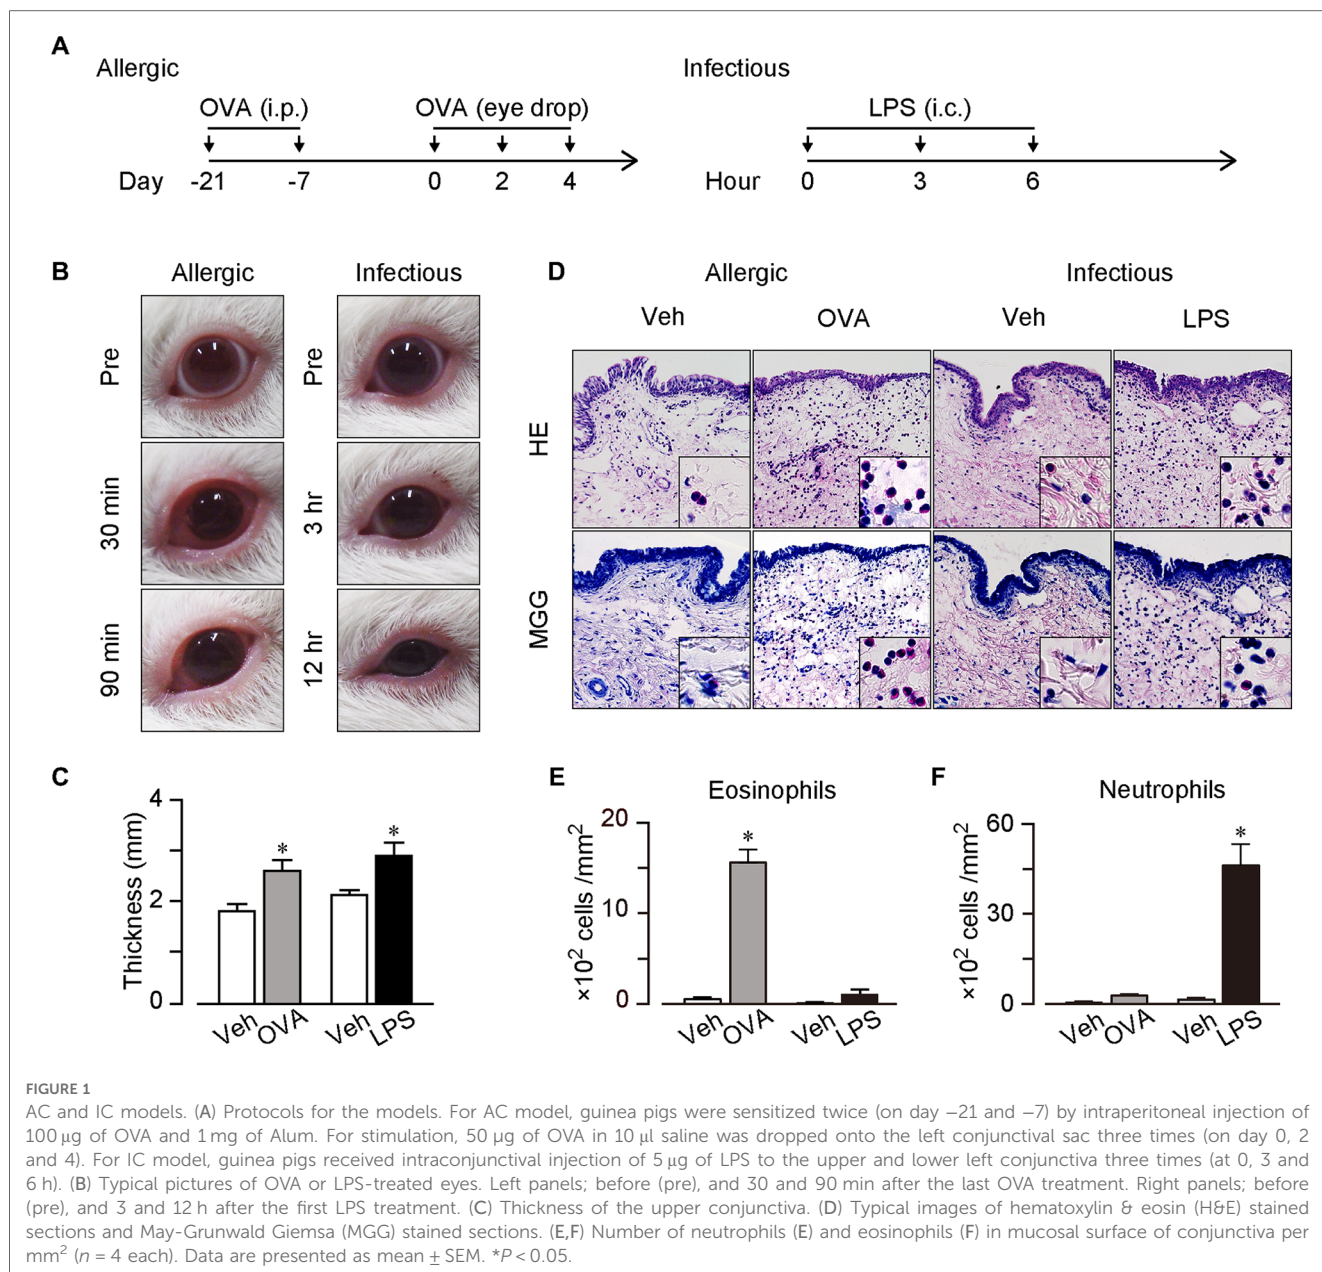 A
Allergic
OVA (i.p.)
OVA (eye drop)
Day
-21
-7
0
2
4
Infectious
LPS (i.c.)
Hour
0
3
6
B
Allergic
Infectious
Pre
Pre
30 min
3 hr
90 min
12 hr
D
Allergic
Infectious
Veh
OVA
Veh
LPS
HE
MGG
C
Thickness (mm)
4
2
0
Veh
OVA
Veh
LPS
E
Eosinophils
×10² cells /mm²
20
10
0
Veh
OVA
Veh
LPS
*
*
*
F
Neutrophils
×10² cells /mm²
60
30
0
Veh
OVA
Veh
LPS
*
FIGURE 1
AC and IC models. (A) Protocols for the models. For AC model, guinea pigs were sensitized twice (on day −21 and −7) by intraperitoneal injection of
100 µg of OVA and 1 mg of Alum. For stimulation, 50 µg of OVA in 10 µl saline was dropped onto the left conjunctival sac three times (on day 0, 2
and 4). For IC model, guinea pigs received intraconjunctival injection of 5 µg of LPS to the upper and lower left conjunctiva three times (at 0, 3 and
6 h). (B) Typical pictures of OVA or LPS-treated eyes. Left panels; before (pre), and 30 and 90 min after the last OVA treatment. Right panels; before
(pre), and 3 and 12 h after the first LPS treatment. (C) Thickness of the upper conjunctiva. (D) Typical images of hematoxylin & eosin (H&E) stained
sections and May-Grunwald Giemsa (MGG) stained sections. (E,F) Number of neutrophils (E) and eosinophils (F) in mucosal surface of conjunctiva per
mm² (n = 4 each). Data are presented as mean ± SEM. *P < 0.05.